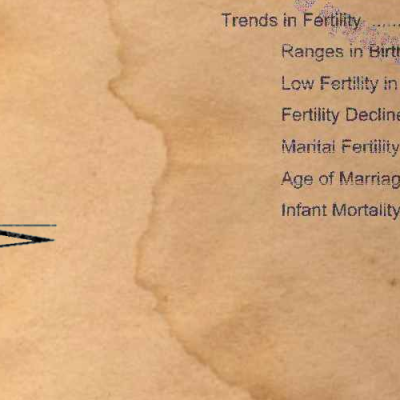 Trends in Fertility ......
Ranges in Birth
Low Fertility in
Fertility Decline
Marital Fertility
Age of Marriag
Infant Mortality